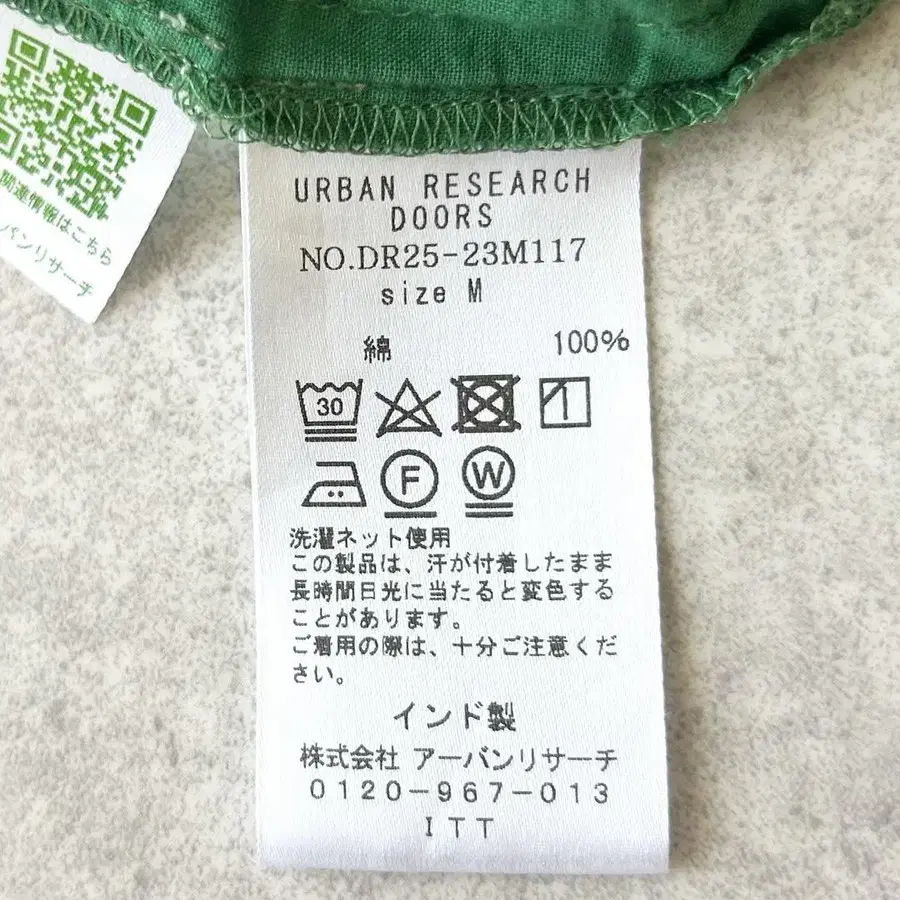 関連情報はこちら
バンリサーチ
URBAN RESEARCH
DOORS
NO.DR25-23M117
size M
綿 100%
30
F W
洗濯ネット使用
この製品は、汗が付着したまま
長時間日光に当たると変色する
ことがあります。
ご着用の際は、十分ご注意くだ
さい。
インド製
株式会社 アーバンリサーチ
0120-967-013
ITT